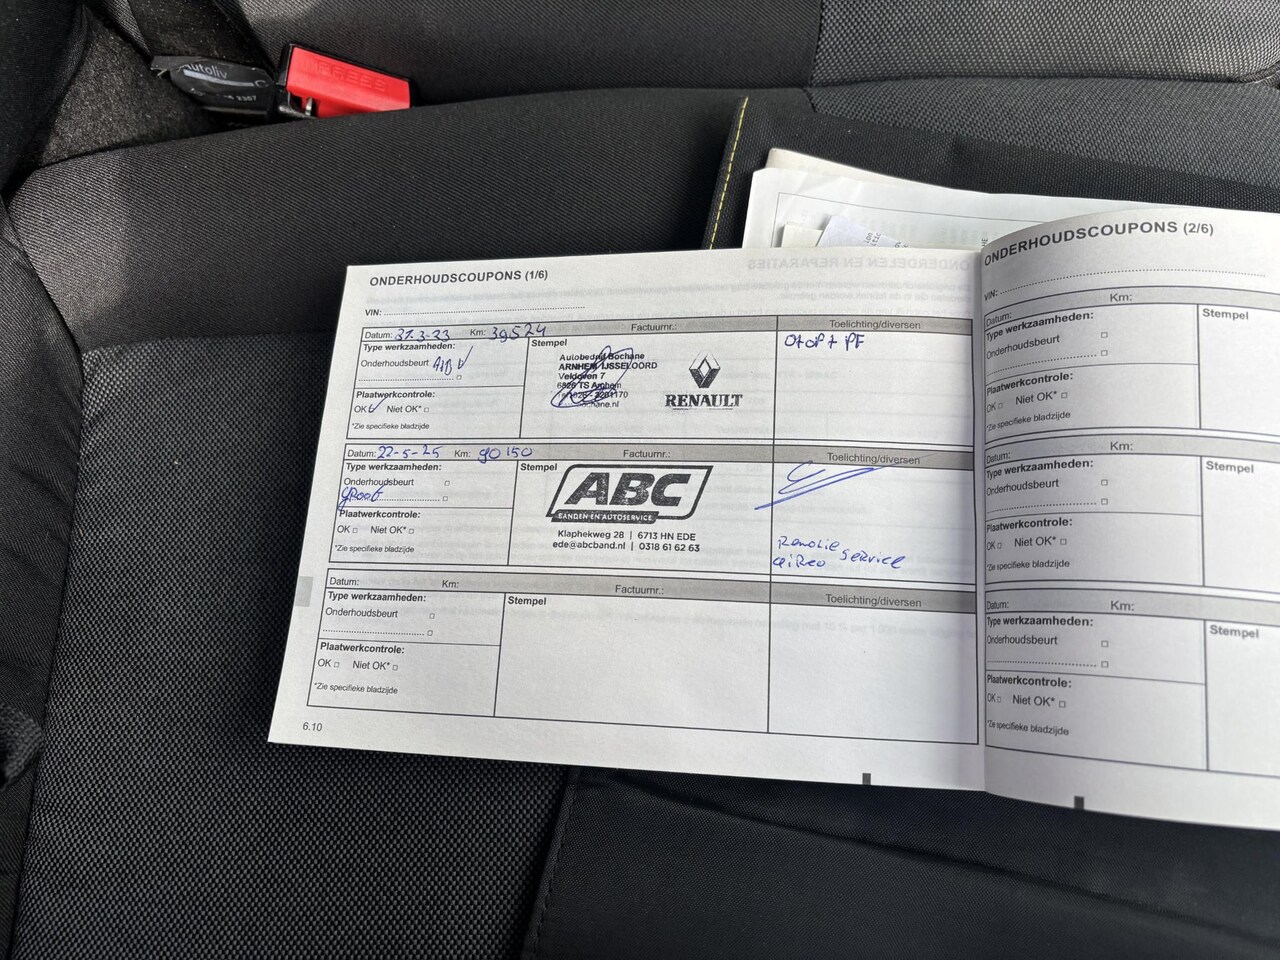 Autoliv
PRESS
ONDERHOUDSCOUPONS (1/6)
VIN:
Datum: 31-3-23 Km: 39524 Factuurnr.: Toelichting/diversen
Type werkzaamheden:
Onderhoudsbeurt
Stempel
Autobedrijf Bochane
ARNHEM IJSSELOORD
Veldoven 7
6826 TS Arnhem
RENAULT
Plaatwerkcontrole:
OK Niet OK*
*Zie specifieke bladzijde
Datum: 22-5-25 Km: 90150 Factuurnr.: Toelichting/diversen
Type werkzaamheden:
Onderhoudsbeurt
groot
Stempel
ABC
BANDEN EN AUTOSERVICE
Klaphekweg 28 | 6713 HN EDE
ede@abcband.nl | 0318 61 62 63
Plaatwerkcontrole:
OK Niet OK*
*Zie specifieke bladzijde
service
Datum: Km: Factuurnr.: Toelichting/diversen
Type werkzaamheden:
Onderhoudsbeurt
Stempel
Plaatwerkcontrole:
OK Niet OK*
*Zie specifieke bladzijde
6.10
ONDERHOUDSCOUPONS (2/6)
VIN:
Datum: Km:
Type werkzaamheden:
Onderhoudsbeurt
Stempel
Plaatwerkcontrole:
OK Niet OK*
*Zie specifieke bladzijde
Datum: Km:
Type werkzaamheden:
Onderhoudsbeurt
Stempel
Plaatwerkcontrole:
OK Niet OK*
*Zie specifieke bladzijde
Datum: Km:
Type werkzaamheden:
Onderhoudsbeurt
Stempel
Plaatwerkcontrole:
OK Niet OK*
*Zie specifieke bladzijde